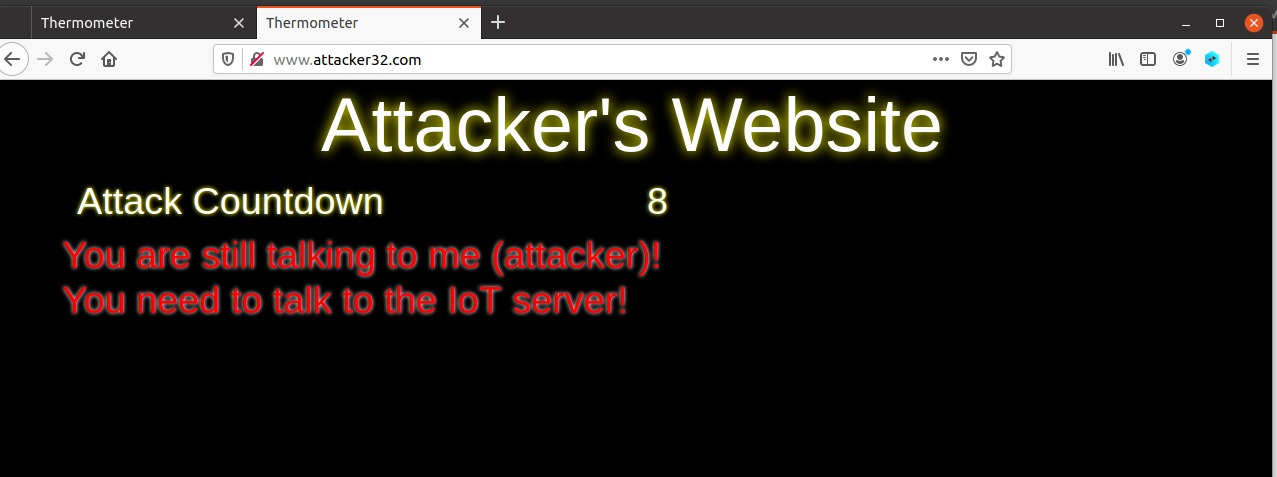 Thermometer
Thermometer
www.attacker32.com
Attacker's Website
Attack Countdown 8
You are still talking to me (attacker)!
You need to talk to the IoT server!